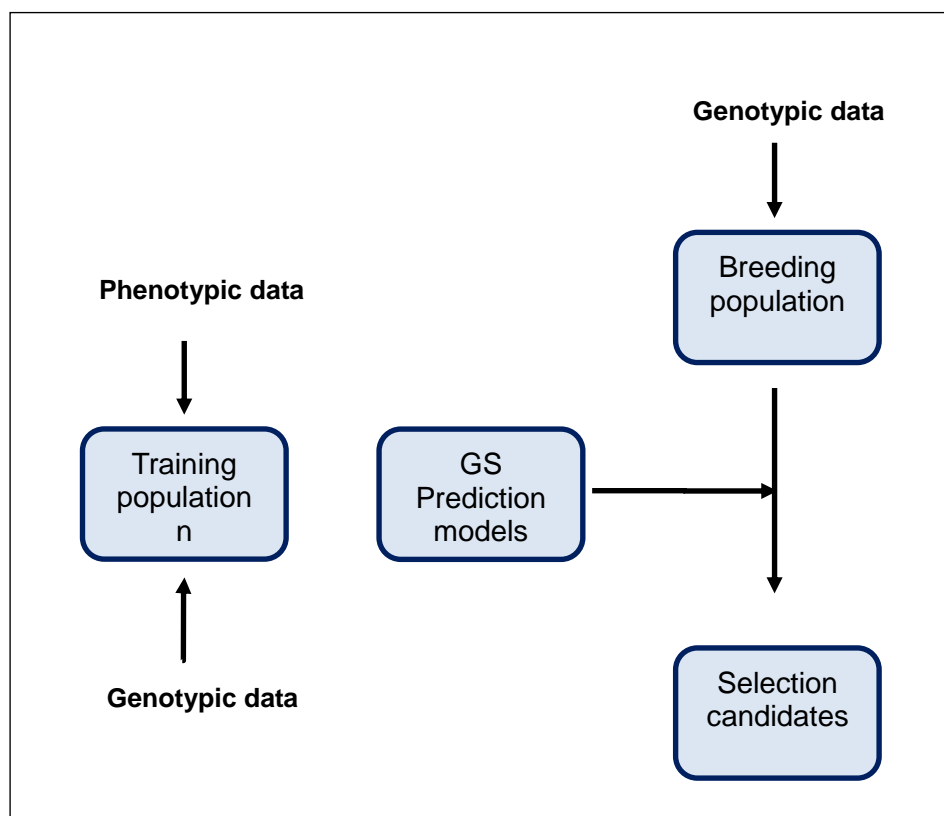 Genotypic data
Breeding
population
Phenotypic data
Training
population
n
GS
Prediction
models
Genotypic data
Selection
candidates